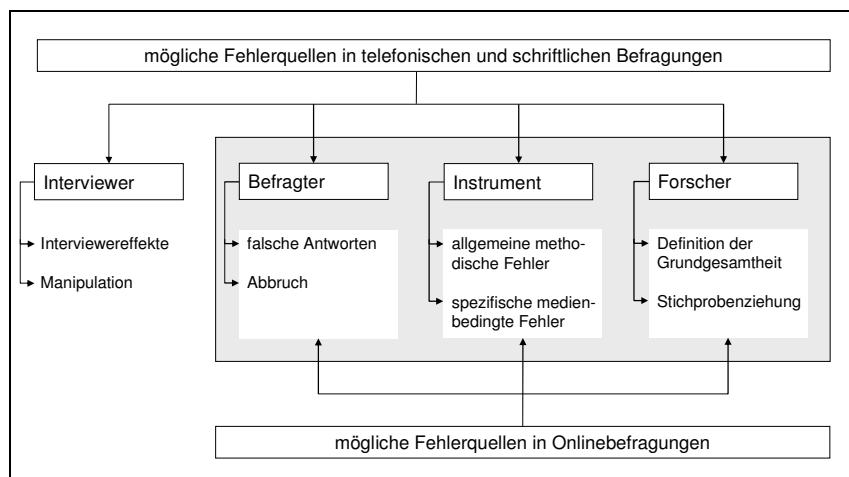 mögliche Fehlerquellen in telefonischen und schriftlichen Befragungen
Interviewer
Befragter
Instrument
Forscher
Interviewereffekte
Manipulation
falsche Antworten
Abbruch
allgemeine metho-
dische Fehler
spezifische medien-
bedingte Fehler
Definition der
Grundgesamtheit
Stichprobenziehung
mögliche Fehlerquellen in Onlinebefragungen